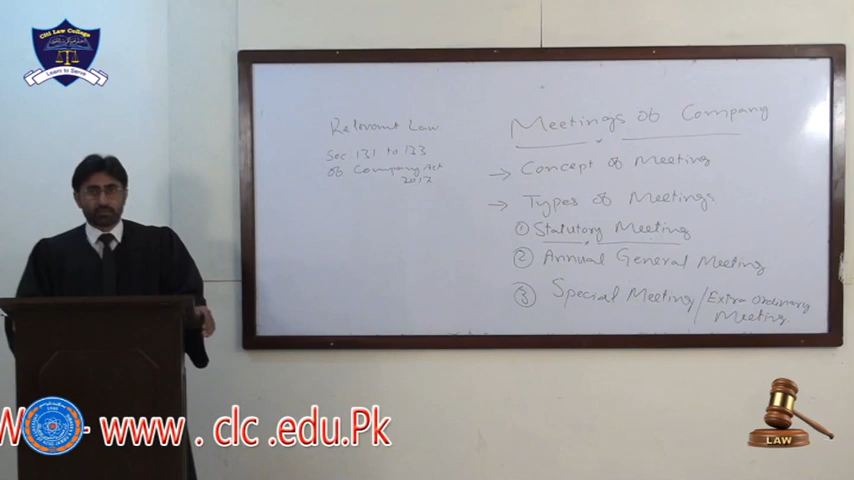 Citi Law College
Learn to Serve
Relevant Law
Sec 131 to 133
of Company Act
2017
Meetings of Company
→ Concept of Meeting
→ Types of Meetings
① Statutory Meeting
② Annual General Meeting
③ Special Meeting / Extra Ordinary
Meeting.
www . clc .edu.Pk
LAW